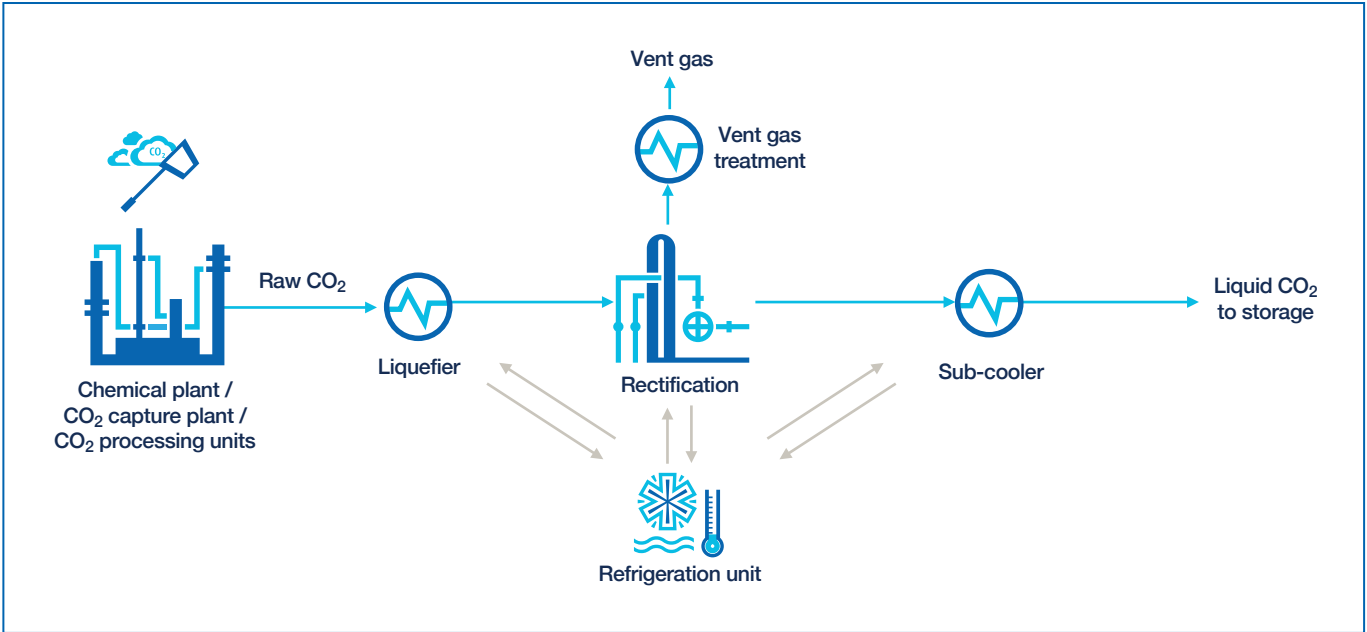 Vent gas
Vent gas
treatment
CO₂
Raw CO₂
Liquid CO₂
to storage
Liquefier
Rectification
Sub-cooler
Chemical plant /
CO₂ capture plant /
CO₂ processing units
Refrigeration unit